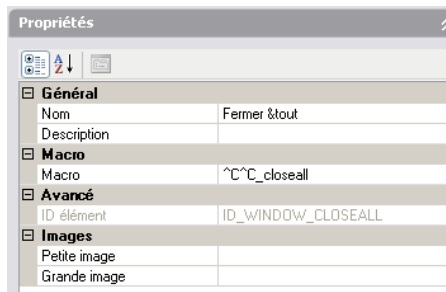 Propriétés
Général
Nom Fermer &tout
Description
Macro
Macro ^C^C_closeall
Avancé
ID élément ID_WINDOW_CLOSEALL
Images
Petite image
Grande image